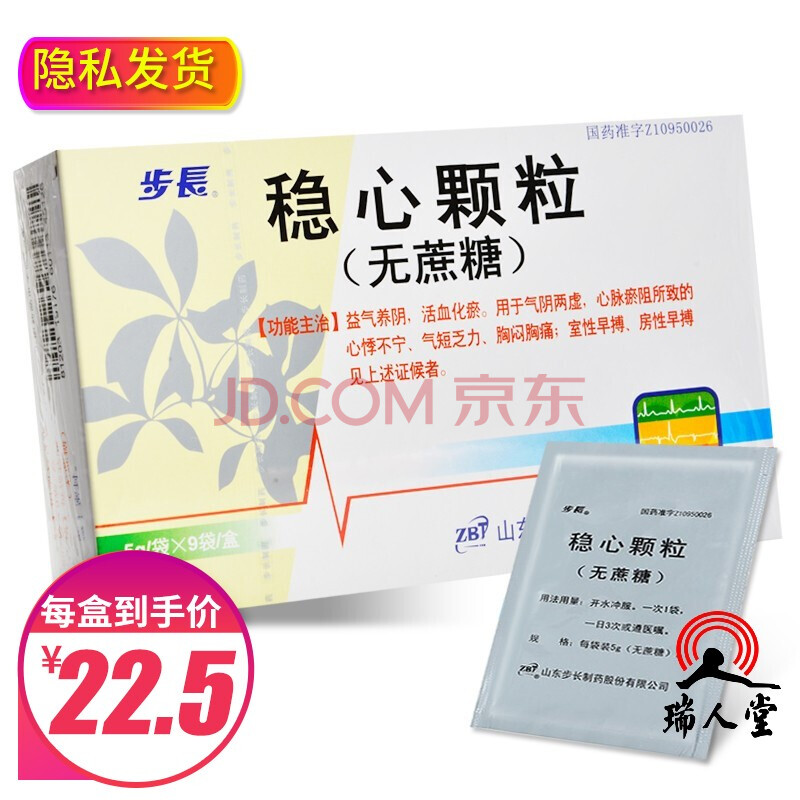 隐私发货
国药准字Z10950026
步長
稳心颗粒
（无蔗糖）
【功能主治】益气养阴，活血化瘀。用于气阴两虚，心脉瘀阻所致的
心悸不宁、气短乏力、胸闷胸痛；室性早搏、房性早搏
见上述证候者。
JD.COM 京东
5g/袋×9袋/盒
ZBT 山东
每盒到手价
¥22.5
步長 国药准字Z10950026
稳心颗粒
（无蔗糖）
用法用量：开水冲服。一次1袋，
一日3次或遵医嘱。
规 格：每袋装5g（无蔗糖）
ZBT 山东步长制药股份有限公司
瑞人堂